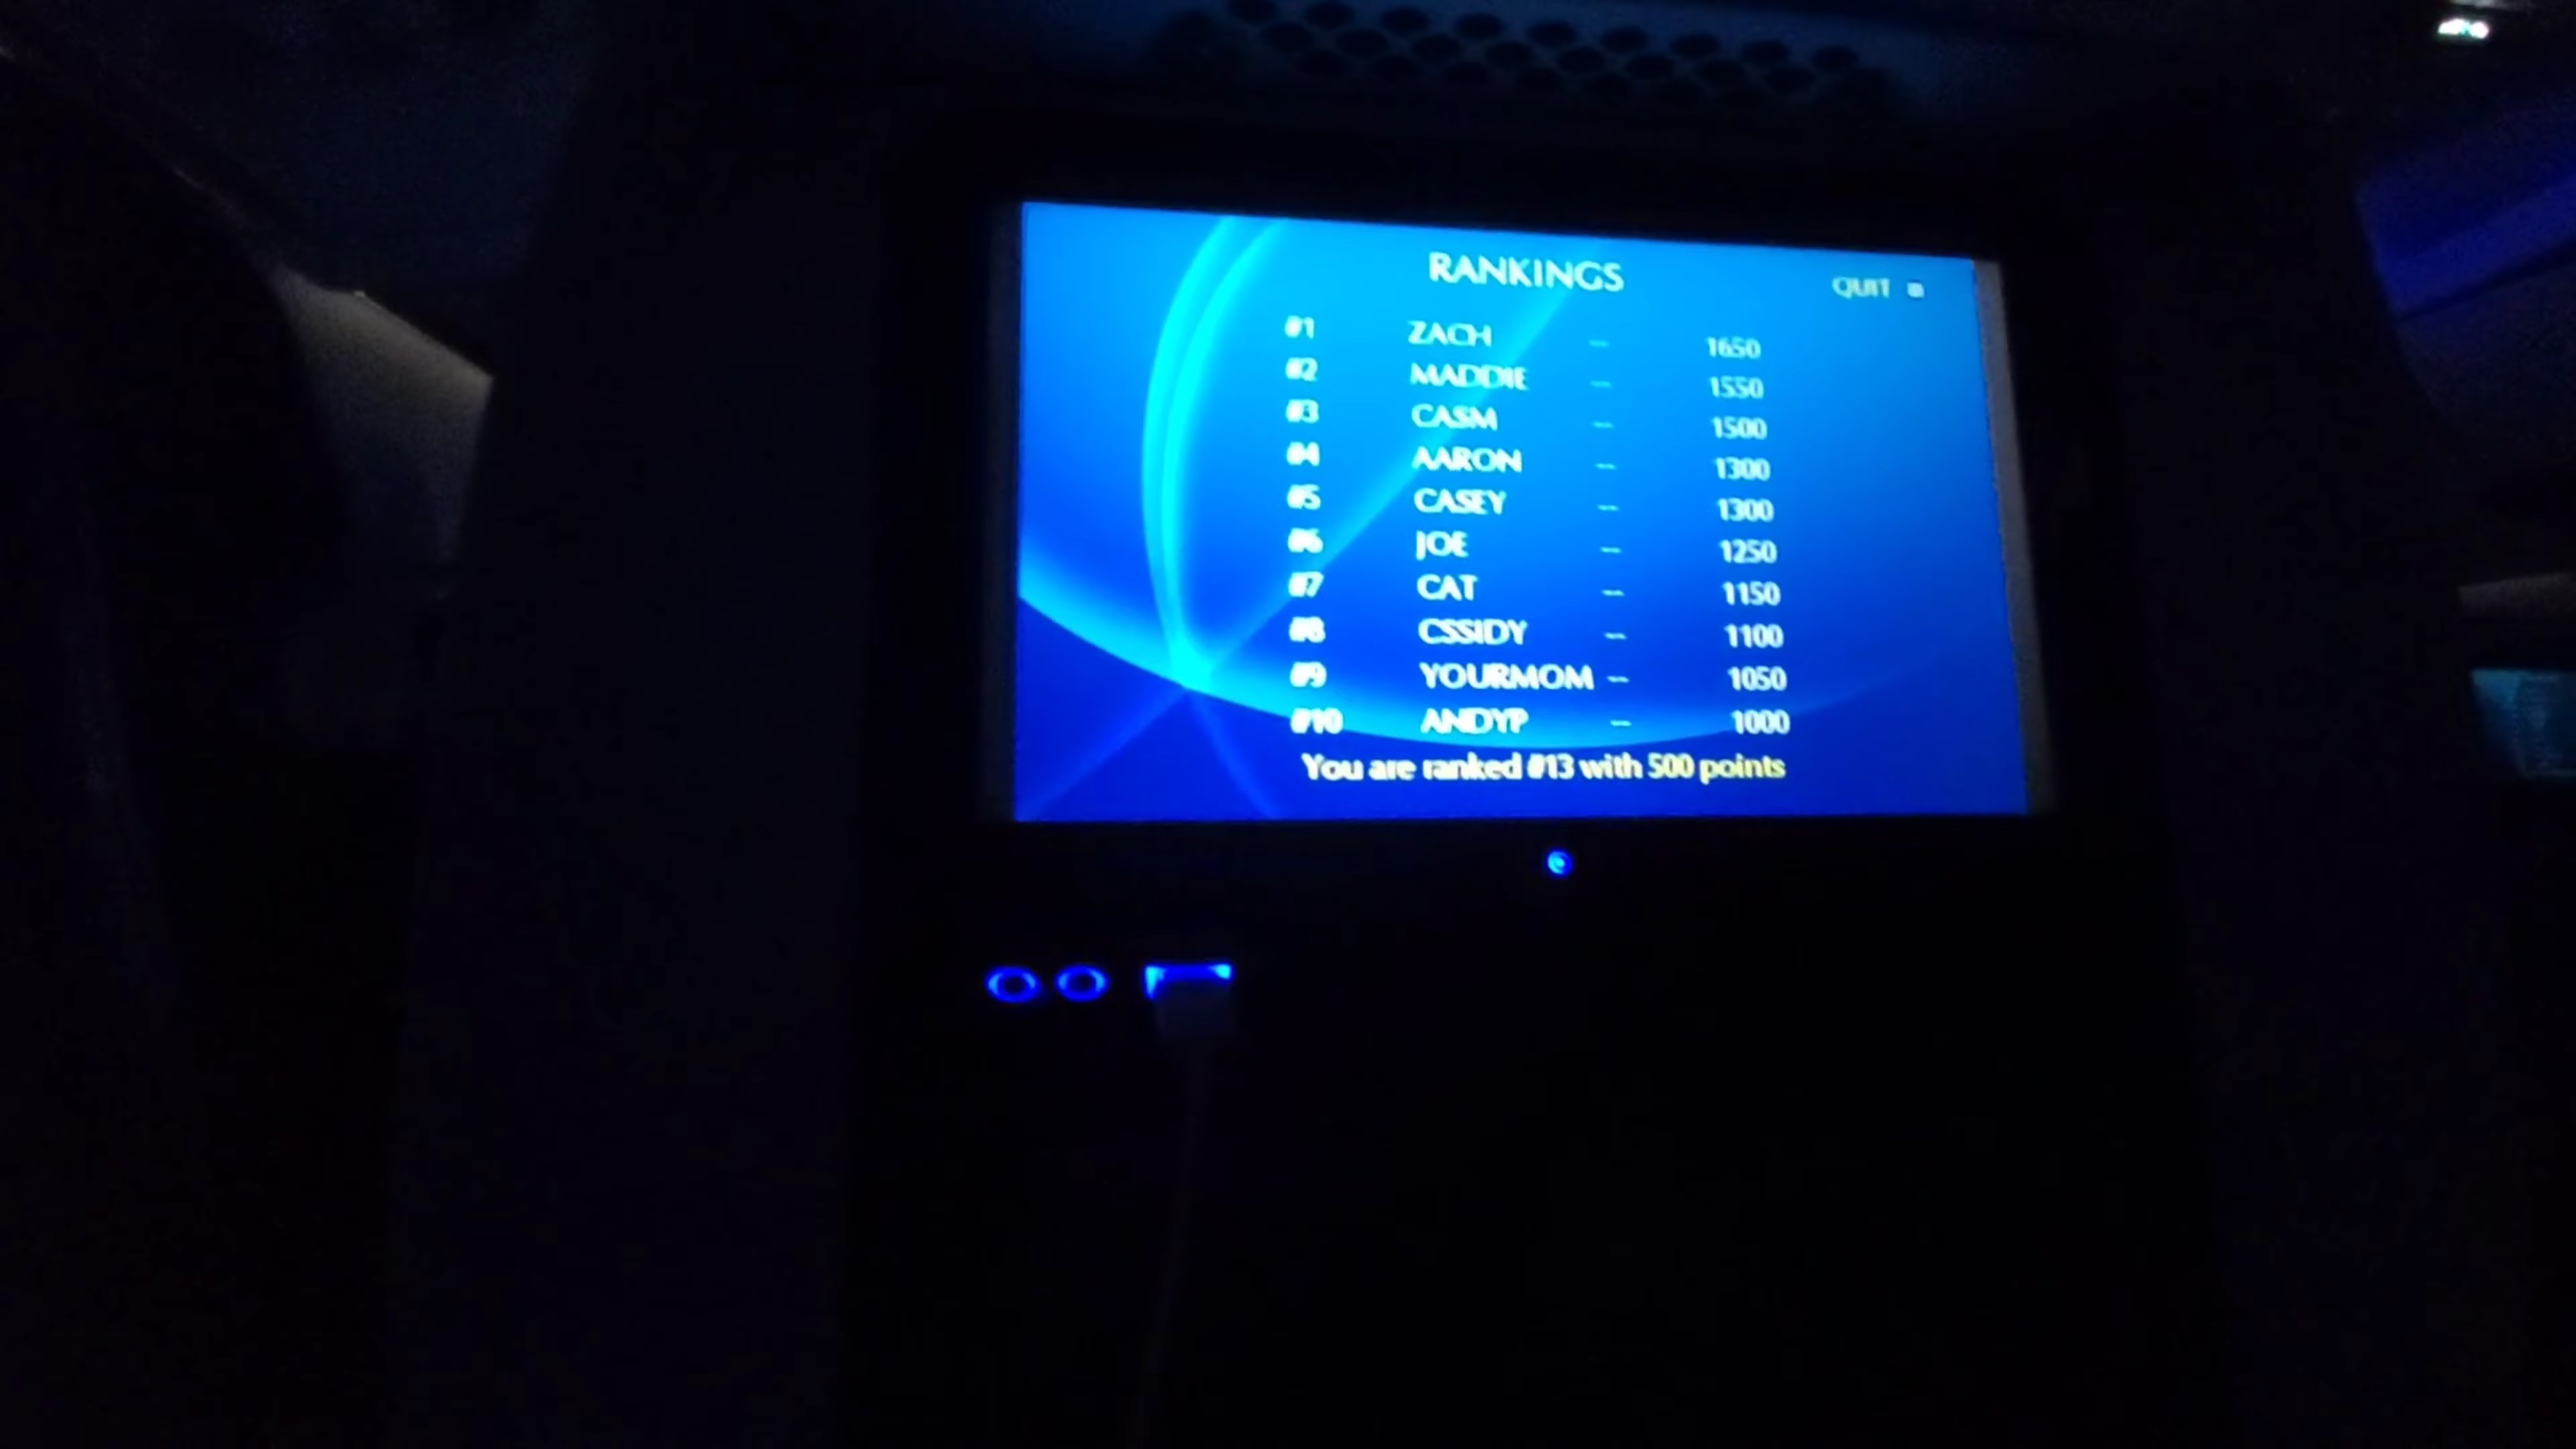 RANKINGS
QUIT
#1 ZACH -- 1650
#2 MADDIE -- 1550
#3 CASM -- 1500
#4 AARON -- 1300
#5 CASEY -- 1300
#6 JOE -- 1250
#7 CAT -- 1150
#8 CSSIDY -- 1100
#9 YOURMOM -- 1050
#10 ANDYP -- 1000
You are ranked #13 with 500 points